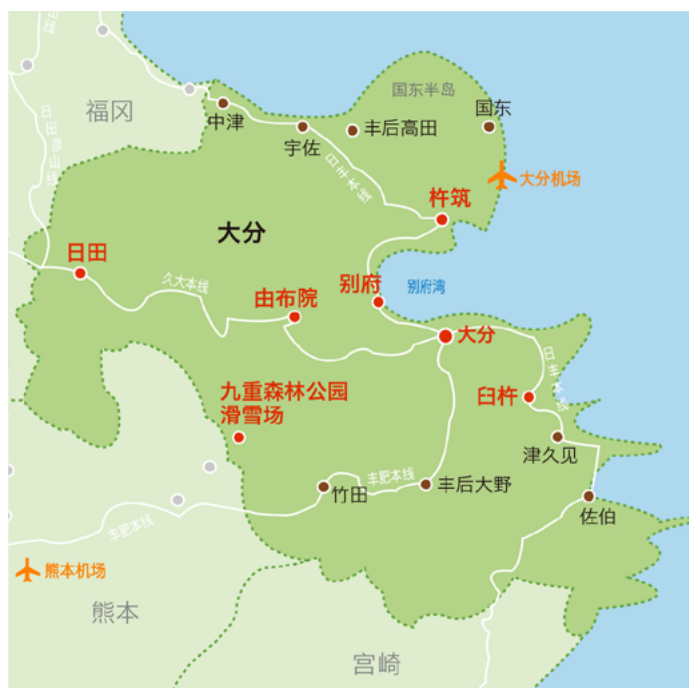 国东半岛
国东
福冈
中津
丰后高田
宇佐
日田彦山线
日丰本线
大分机场
杵筑
大分
日田
久大本线
由布院
别府
别府湾
大分
日丰本线
九重森林公园
滑雪场
臼杵
津久见
丰肥本线
竹田
丰后大野
佐伯
丰肥本线
熊本机场
熊本
宫崎